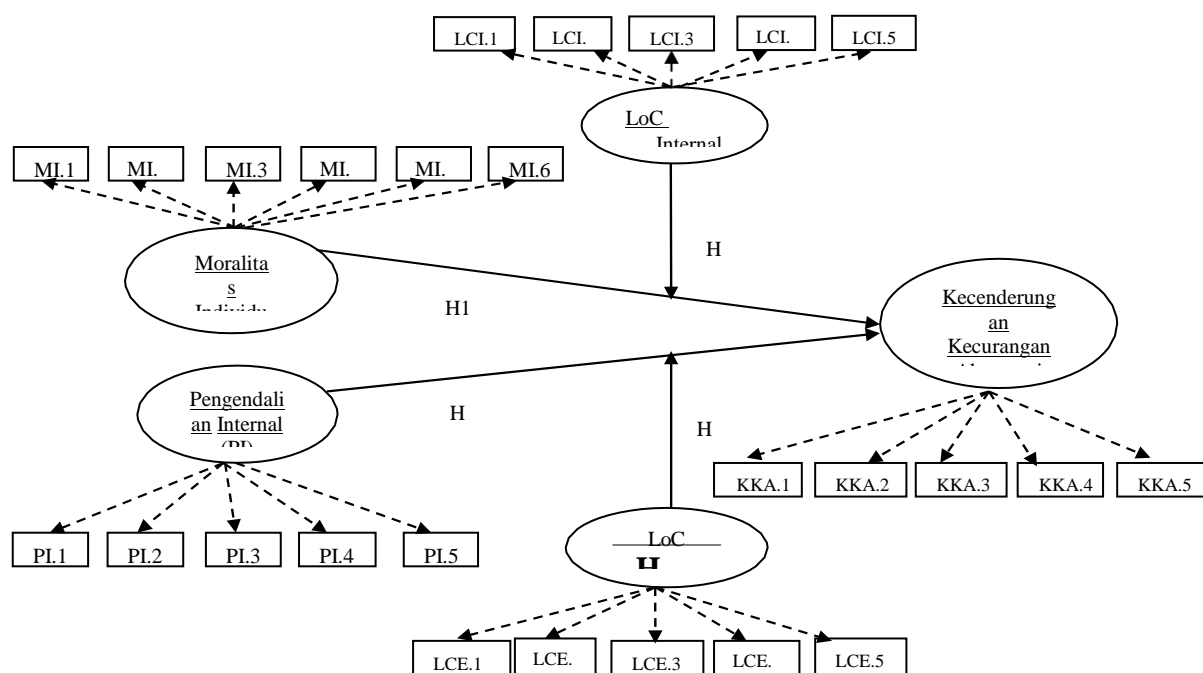 LCI.1
LCI.
LCI.3
LCI.
LCI.5
LoC
Internal
MI.1
MI.
MI.3
MI.
MI.
MI.6
Moralita
s
Individu
H
H1
Kecenderung
an
Kecurangan
Pengendali
an Internal
(PI)
H
H
KKA.1
KKA.2
KKA.3
KKA.4
KKA.5
PI.1
PI.2
PI.3
PI.4
PI.5
LoC
LCE.1
LCE.
LCE.3
LCE.
LCE.5